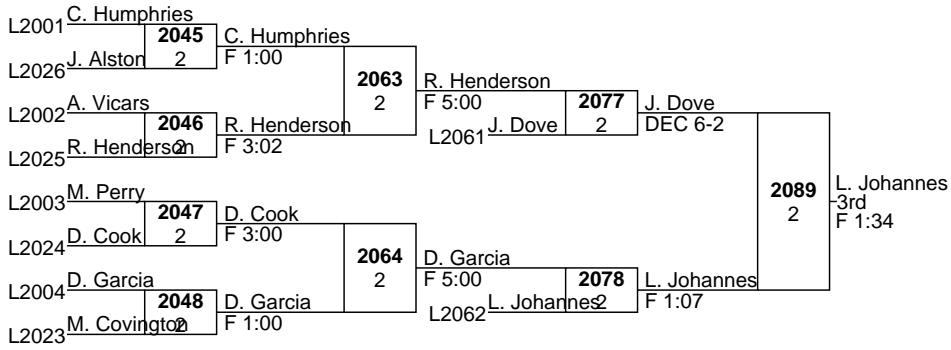 C. Humphries
L2001
2045
C. Humphries
J. Alston
2
F 1:00
L2026
2063
R. Henderson
A. Vicars
2
F 5:00
L2002
2046
R. Henderson
2077
J. Dove
R. Henderson
2
F 3:02
J. Dove
2
DEC 6-2
L2025
L2061
M. Perry
L2003
2047
D. Cook
2089
L. Johannes
D. Cook
2
F 3:00
2
3rd
L2024
F 1:34
2064
D. Garcia
D. Garcia
2
F 5:00
L2004
2048
D. Garcia
2078
L. Johannes
M. Covington
2
F 1:00
L. Johannes
2
F 1:07
L2023
L2062